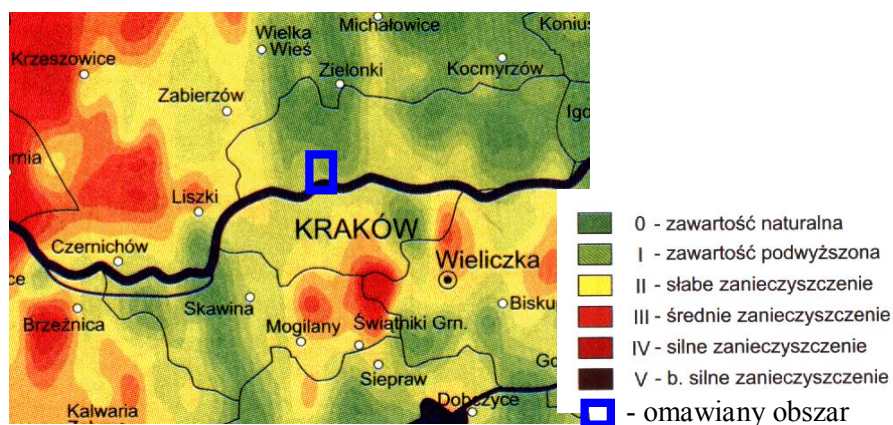 Michałowice
Konius
Wielka
Wieś
Krzeszowice
Zielonki
Kocmyrzów
Zabierzów
Igo
mia
Liszki
KRAKÓW
Czernichów
Wieliczka
ce
Skawina
Biskup
Brzeźnica
Mogilany
Świątniki Grn.
Siepraw
Go
Dobczyce
Kalwaria
0 - zawartość naturalna
I - zawartość podwyższona
II - słabe zanieczyszczenie
III - średnie zanieczyszczenie
IV - silne zanieczyszczenie
V - b. silne zanieczyszczenie
- omawiany obszar